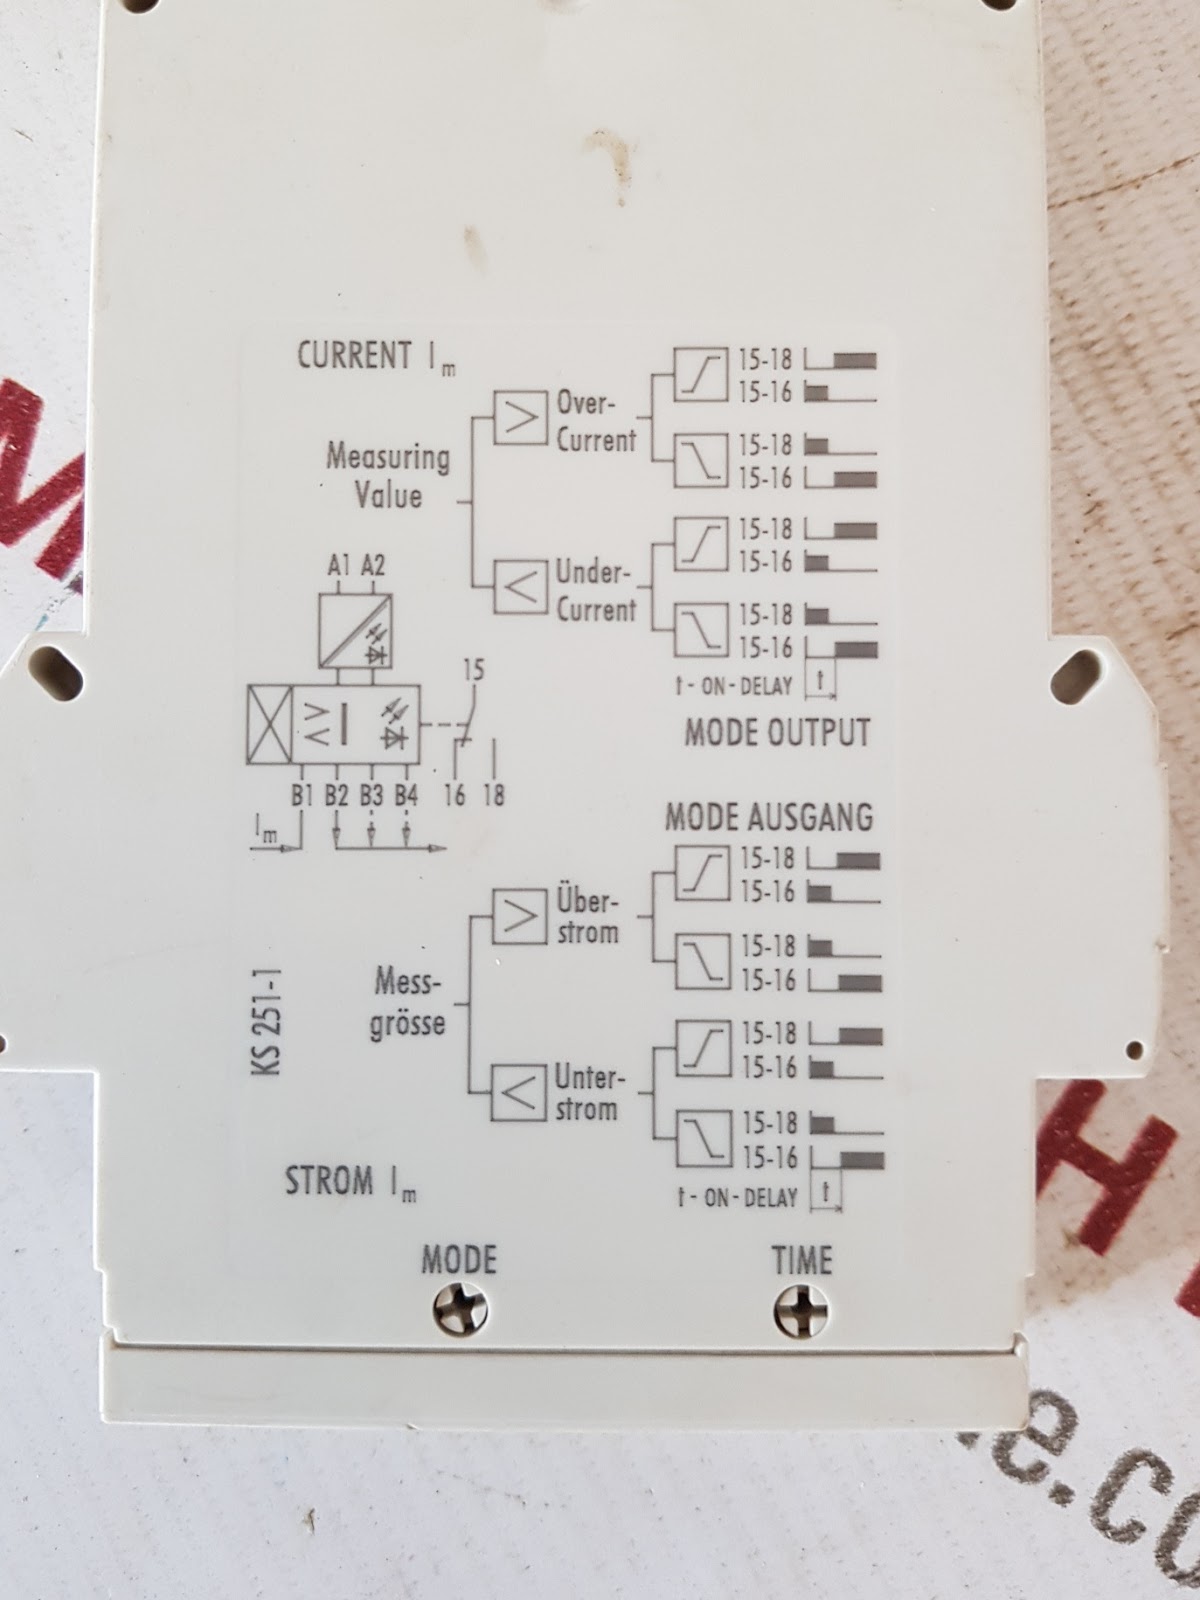 CURRENT Im
Measuring
Value
>
Over-
Current
15-18
15-16
15-18
15-16
<
Under-
Current
15-18
15-16
15-18
15-16
t - ON - DELAY
t
MODE OUTPUT
A1 A2
> <
15
B1 B2 B3 B4
16 18
Im
MODE AUSGANG
Mess-
grösse
>
Über-
strom
15-18
15-16
15-18
15-16
<
Unter-
strom
15-18
15-16
15-18
15-16
t - ON - DELAY
t
KS 251-1
STROM Im
MODE
TIME
M
H
e.co